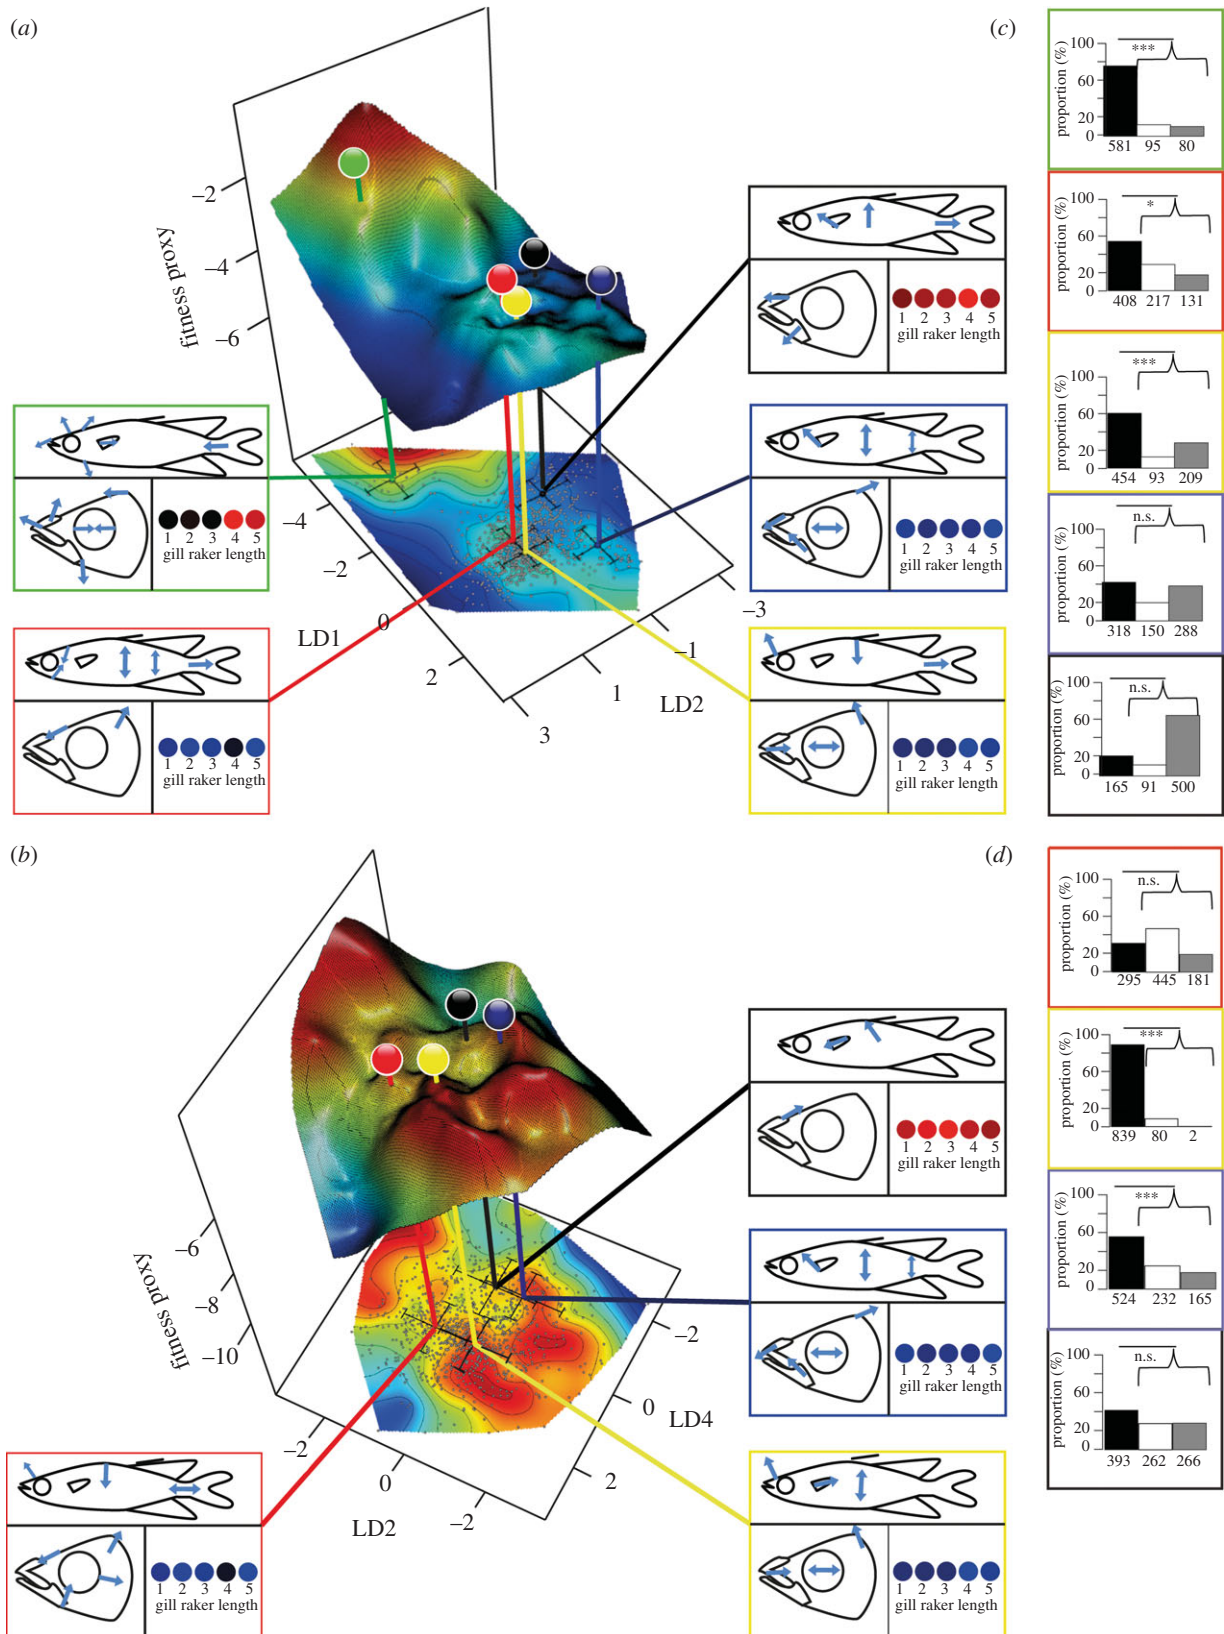 (a)
fitness proxy
–2
–4
–6
–4
–2
0
2
LD1
3
1
–1
–3
LD2
1 2 3 4 5
gill raker length
1 2 3 4 5
gill raker length
1 2 3 4 5
gill raker length
1 2 3 4 5
gill raker length
1 2 3 4 5
gill raker length
(c)
proportion (%)
100
60
20
0
***
581 95 80
proportion (%)
100
60
20
0
*
408 217 131
proportion (%)
100
60
20
0
***
454 93 209
proportion (%)
100
60
20
0
n.s.
318 150 288
proportion (%)
100
60
20
0
n.s.
165 91 500
(b)
fitness proxy
–6
–8
–10
–2
0
–2
LD2
–2
0
2
LD4
1 2 3 4 5
gill raker length
1 2 3 4 5
gill raker length
1 2 3 4 5
gill raker length
1 2 3 4 5
gill raker length
(d)
proportion (%)
100
60
20
0
n.s.
295 445 181
proportion (%)
100
60
20
0
***
839 80 2
proportion (%)
100
60
20
0
***
524 232 165
proportion (%)
100
60
20
0
n.s.
393 262 266